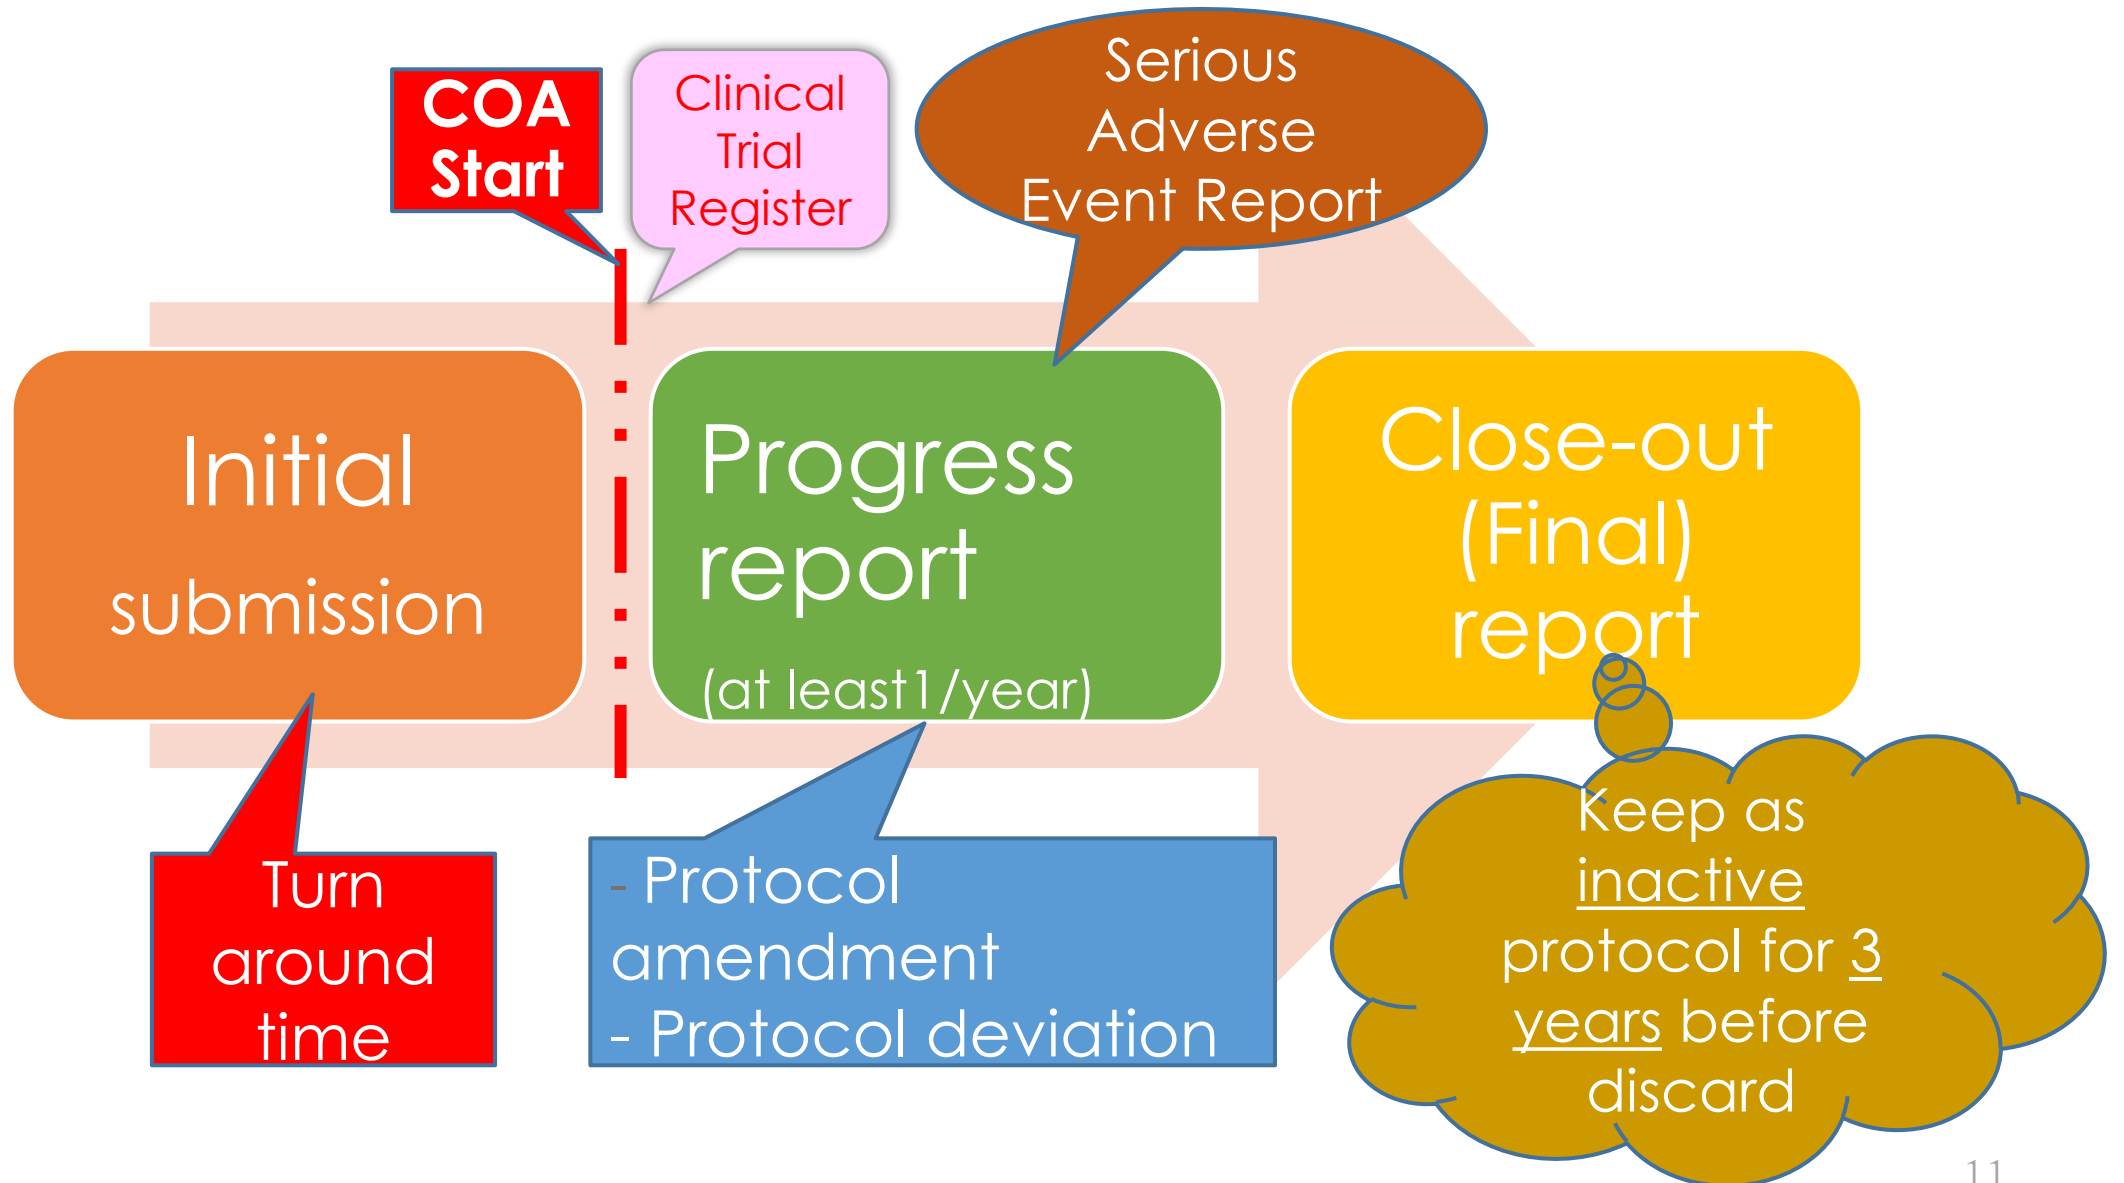 COA
Start
Clinical
Trial
Register
Serious
Adverse
Event Report
Initial
submission
Progress
report
(at least1/year)
Close-out
(Final)
report
Turn
around
time
- Protocol
amendment
- Protocol deviation
Keep as
inactive
protocol for 3
years before
discard
11